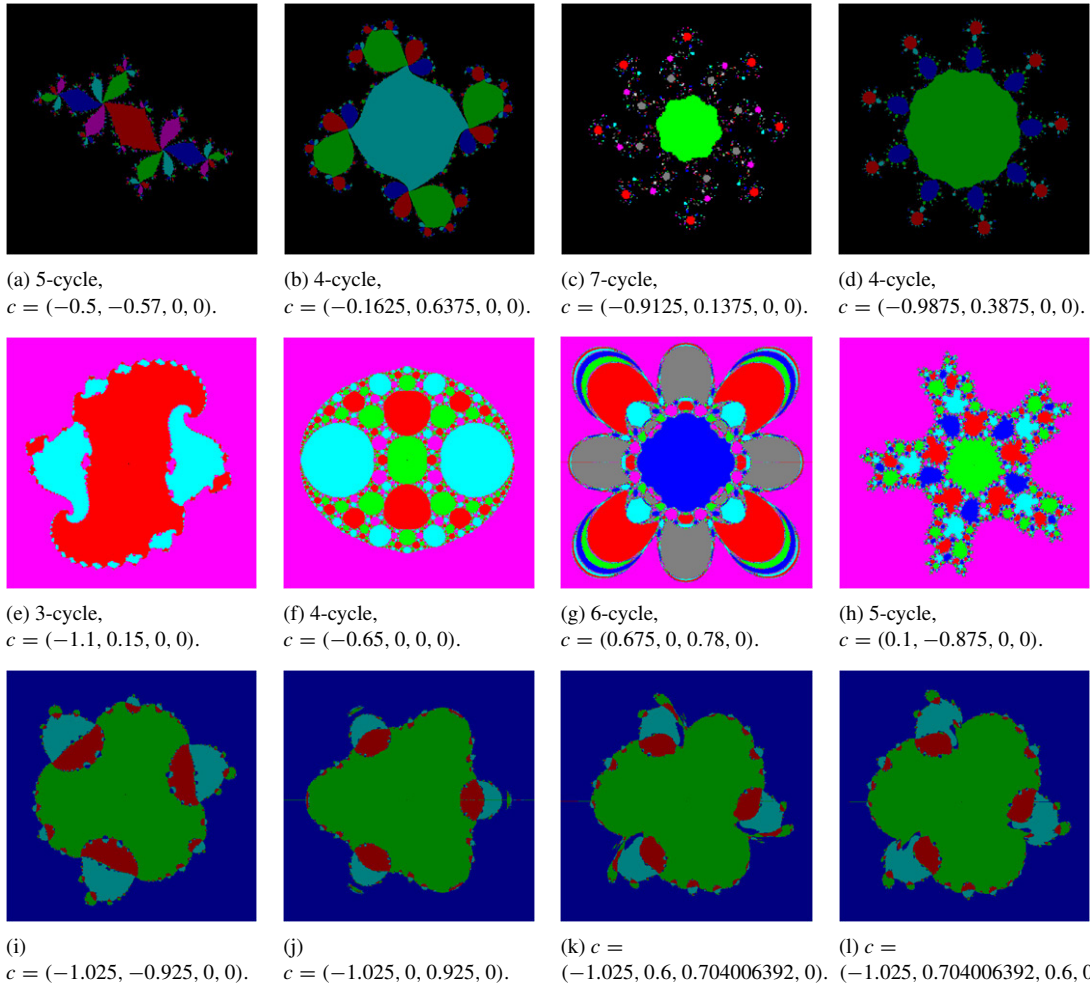 (a) 5-cycle,
c = (−0.5, −0.57, 0, 0).
(b) 4-cycle,
c = (−0.1625, 0.6375, 0, 0).
(c) 7-cycle,
c = (−0.9125, 0.1375, 0, 0).
(d) 4-cycle,
c = (−0.9875, 0.3875, 0, 0).
(e) 3-cycle,
c = (−1.1, 0.15, 0, 0).
(f) 4-cycle,
c = (−0.65, 0, 0, 0).
(g) 6-cycle,
c = (0.675, 0, 0.78, 0).
(h) 5-cycle,
c = (0.1, −0.875, 0, 0).
(i)
c = (−1.025, −0.925, 0, 0).
(j)
c = (−1.025, 0, 0.925, 0).
(k) c =
(−1.025, 0.6, 0.704006392, 0).
(l) c =
(−1.025, 0.704006392, 0.6, 0